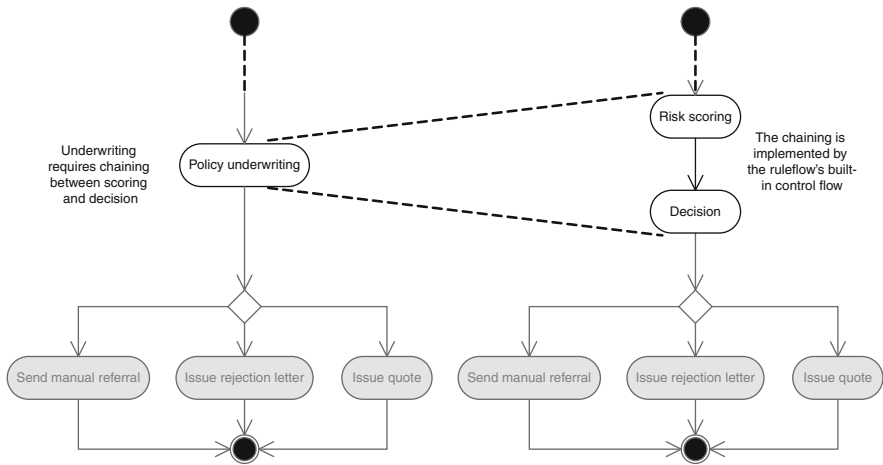 Risk scoring
Underwriting
requires chaining
between scoring
and decision
Policy underwriting
The chaining is
implemented by
the ruleflow's built-
in control flow
Decision
Send manual referral
Issue rejection letter
Issue quote
Send manual referral
Issue rejection letter
Issue quote